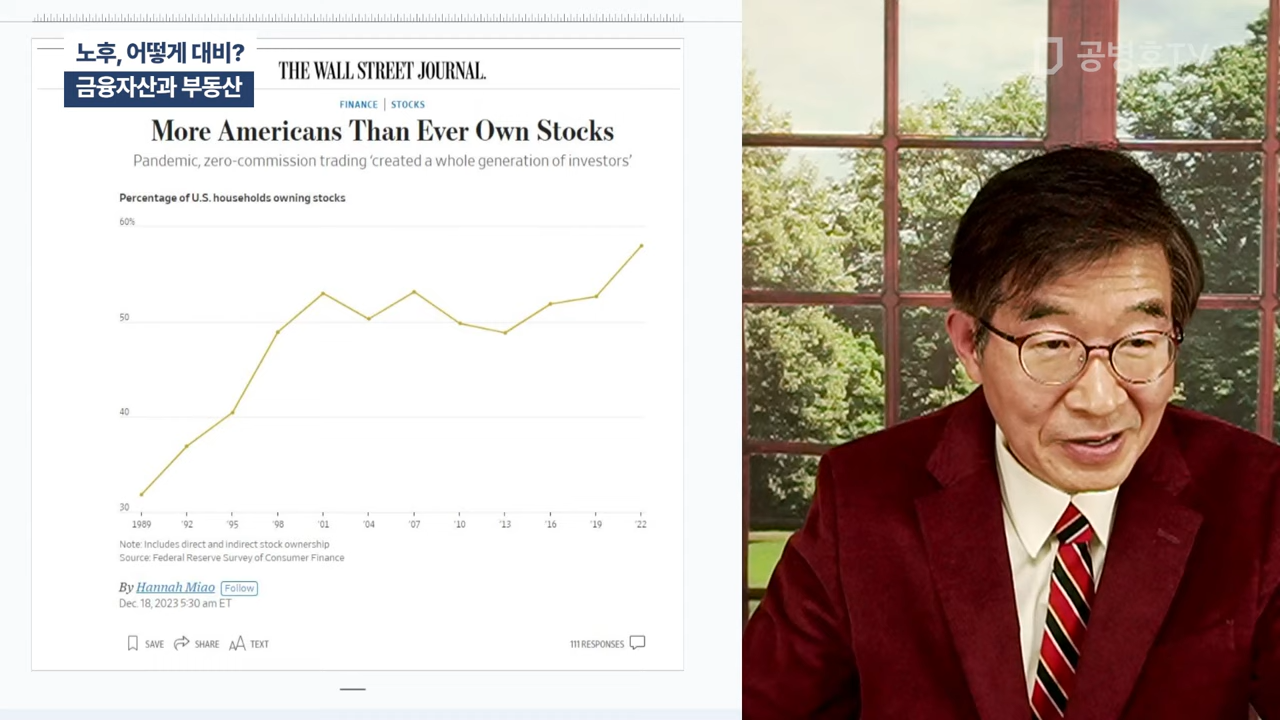 노후, 어떻게 대비?
금융자산과 부동산
공병호TV
THE WALL STREET JOURNAL.
FINANCE | STOCKS
More Americans Than Ever Own Stocks
Pandemic, zero-commission trading ‘created a whole generation of investors’
Percentage of U.S. households owning stocks
60%
50
40
30
1989 ’92 ’95 ’98 ’01 ’04 ’07 ’10 ’13 ’16 ’19 ’22
Note: Includes direct and indirect stock ownership
Source: Federal Reserve Survey of Consumer Finance
By Hannah Miao Follow
Dec. 18, 2023 5:30 am ET
SAVE SHARE AA TEXT 111 RESPONSES